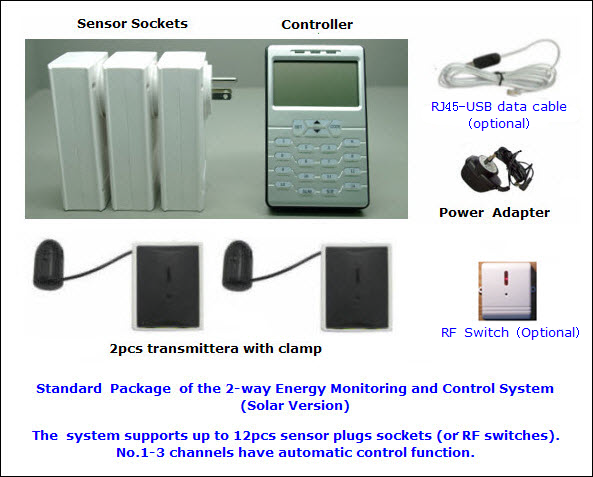 Sensor Sockets
Controller
RJ45-USB data cable
(optional)
Power Adapter
2pcs transmittera with clamp
RF Switch (Optional)
Standard Package of the 2-way Energy Monitoring and Control System
(Solar Version)
The system supports up to 12pcs sensor plugs sockets (or RF switches).
No.1-3 channels have automatic control function.